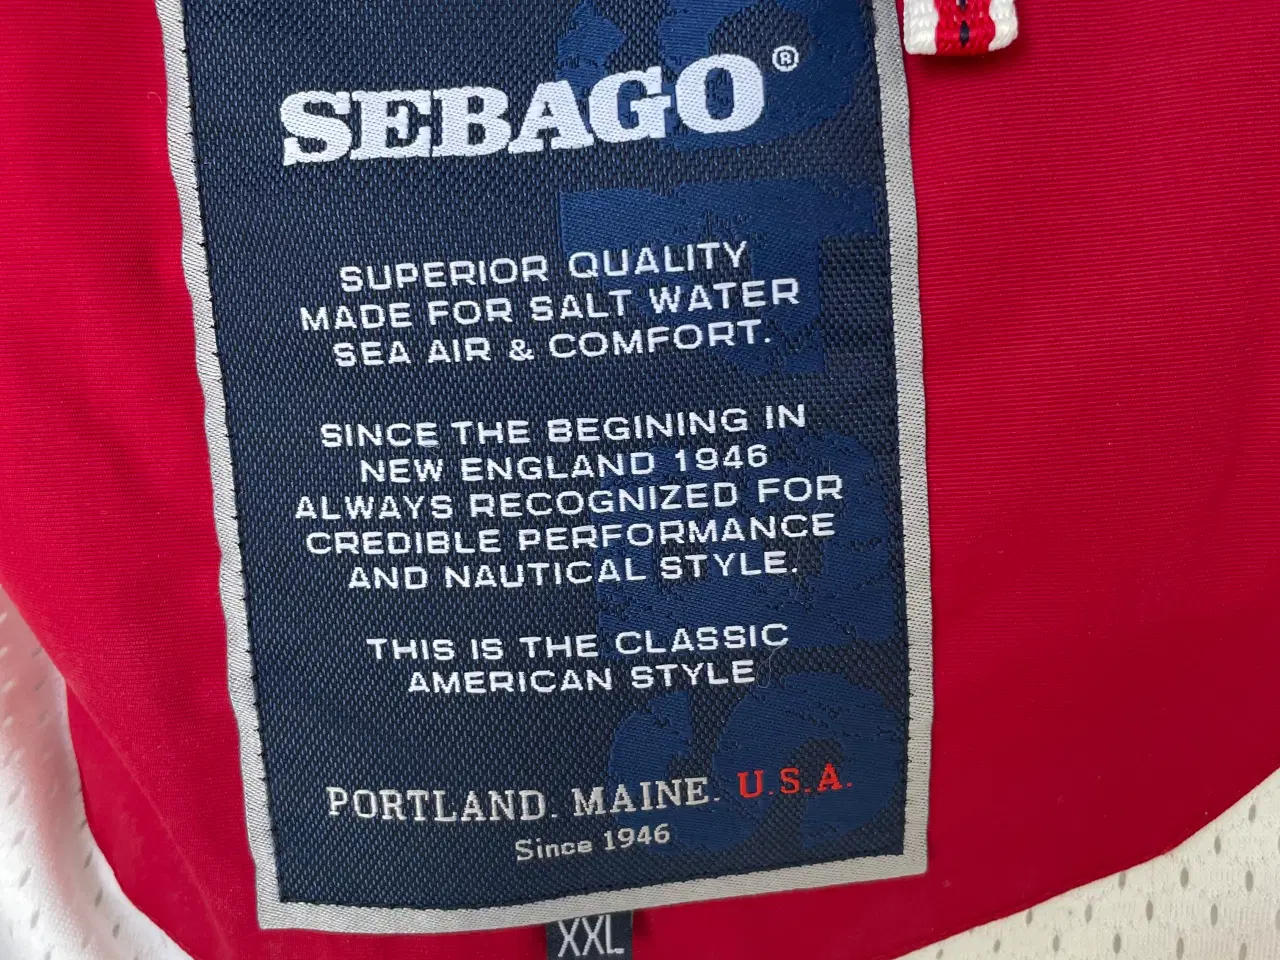 SEBAGO®
SUPERIOR QUALITY
MADE FOR SALT WATER
SEA AIR & COMFORT.
SINCE THE BEGINING IN
NEW ENGLAND 1946
ALWAYS RECOGNIZED FOR
CREDIBLE PERFORMANCE
AND NAUTICAL STYLE.
THIS IS THE CLASSIC
AMERICAN STYLE
PORTLAND. MAINE. U.S.A.
Since 1946
XXL